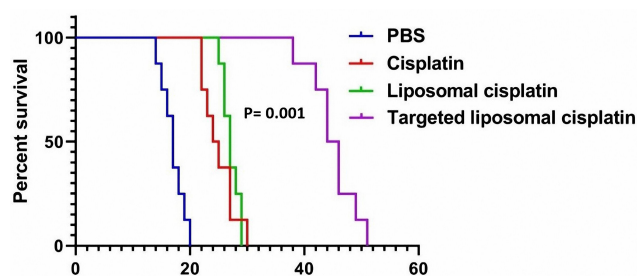 100
50
0
Percent survival
P= 0.001
PBS
Cisplatin
Liposomal cisplatin
Targeted liposomal cisplatin
0 20 40 60